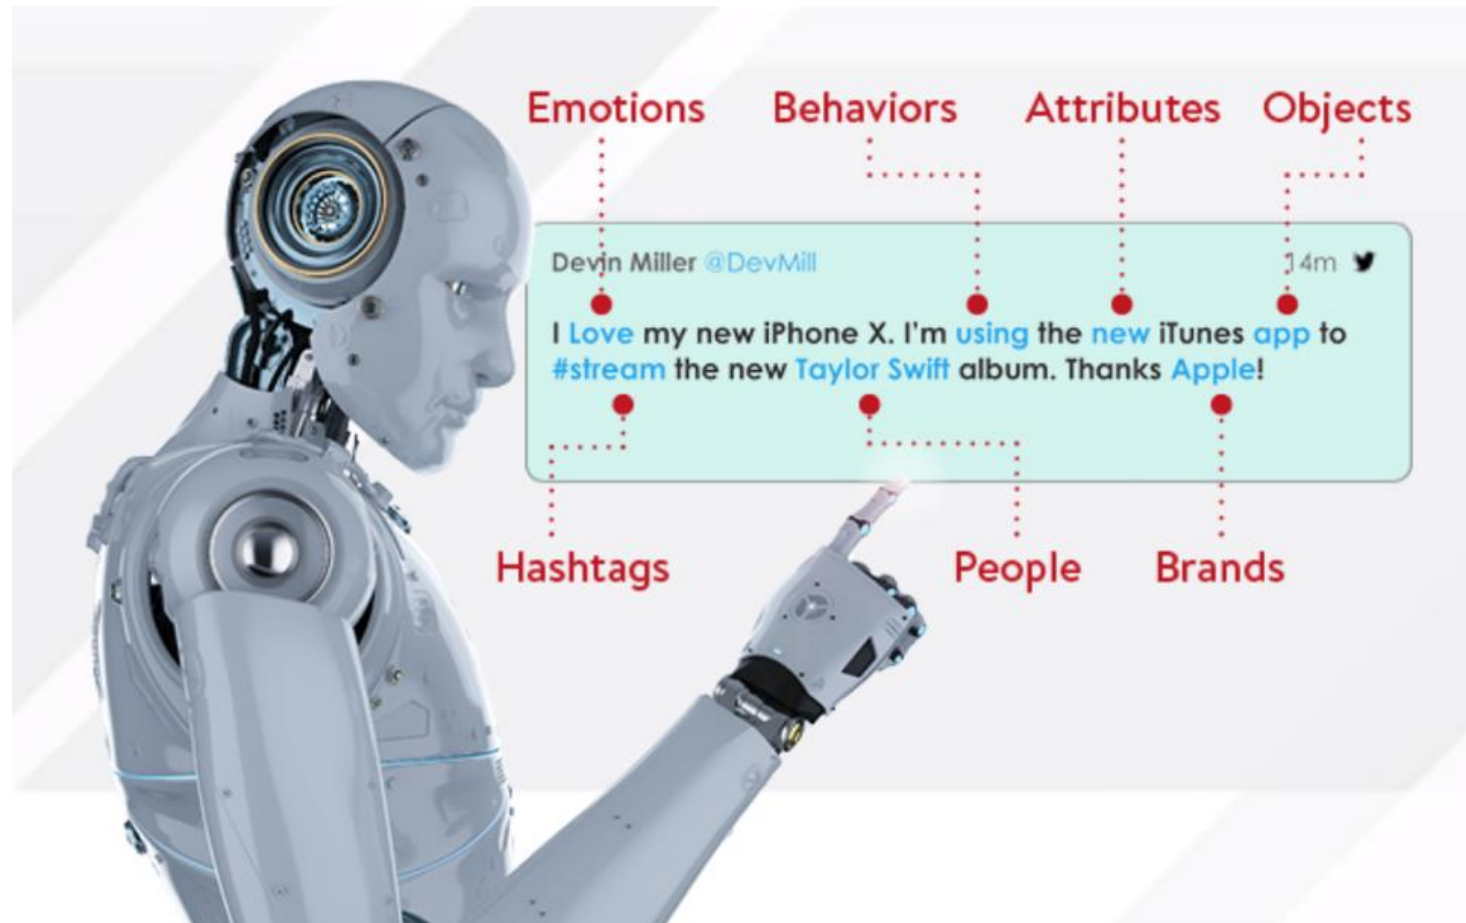 Emotions Behaviors Attributes Objects
Devin Miller @DevMill 14m
I Love my new iPhone X. I'm using the new iTunes app to
#stream the new Taylor Swift album. Thanks Apple!
Hashtags People Brands